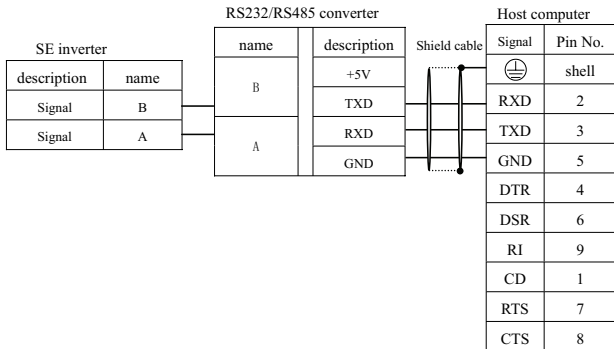 RS232/RS485 converter
Host computer
SE inverter
name description
Shield cable
Signal Pin No.
description name
B
+5V
shell
Signal B
TXD
RXD 2
Signal A
A
RXD
TXD 3
GND
GND 5
DTR 4
DSR 6
RI 9
CD 1
RTS 7
CTS 8